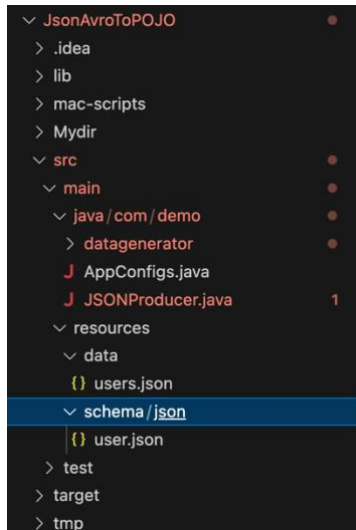 JsonAvroToPOJO
.idea
lib
mac-scripts
Mydir
src
main
java/com/demo
datagenerator
J AppConfigs.java
J JSONProducer.java 1
resources
data
{} users.json
schema/json
{} user.json
test
target
tmp